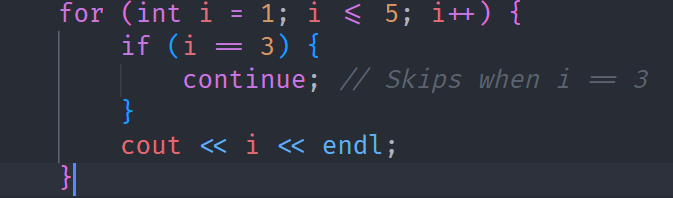 for (int i = 1; i <= 5; i++) {
if (i == 3) {
continue; // Skips when i == 3
}
cout << i << endl;
}